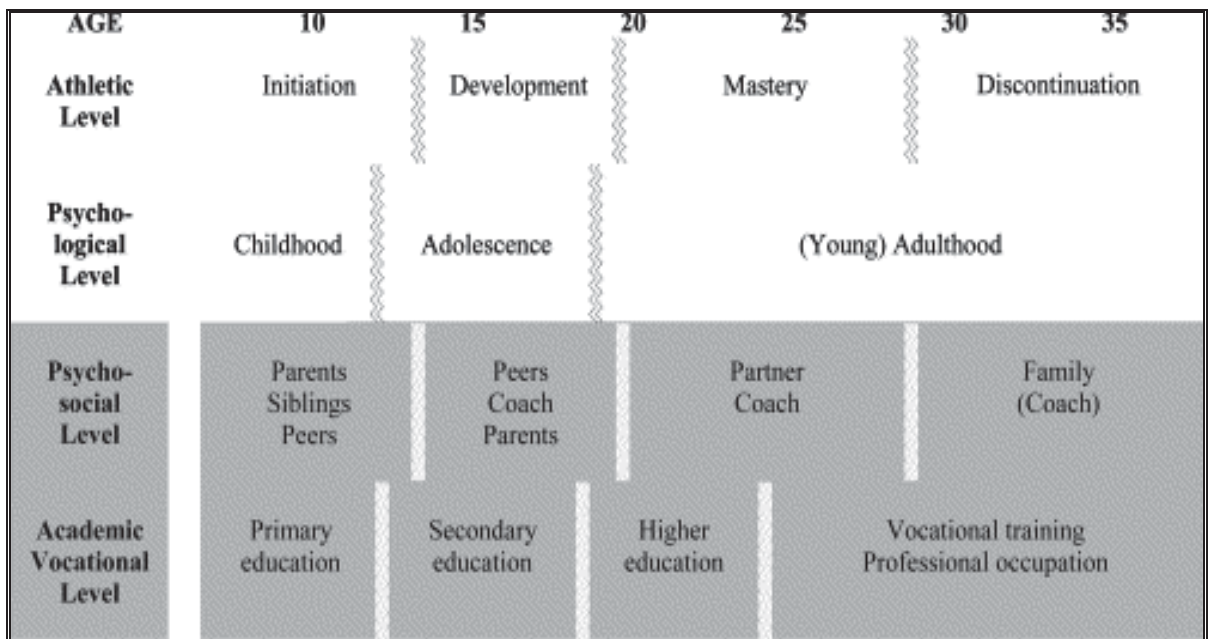 AGE 10 15 20 25 30 35
Athletic Level
Initiation Development Mastery Discontinuation
Psycho-
logical
Level
Childhood Adolescence (Young) Adulthood
Psycho-
social
Level
Parents
Siblings
Peers
Peers
Coach
Parents
Partner
Coach
Family
(Coach)
Academic
Vocational
Level
Primary
education
Secondary
education
Higher
education
Vocational training
Professional occupation